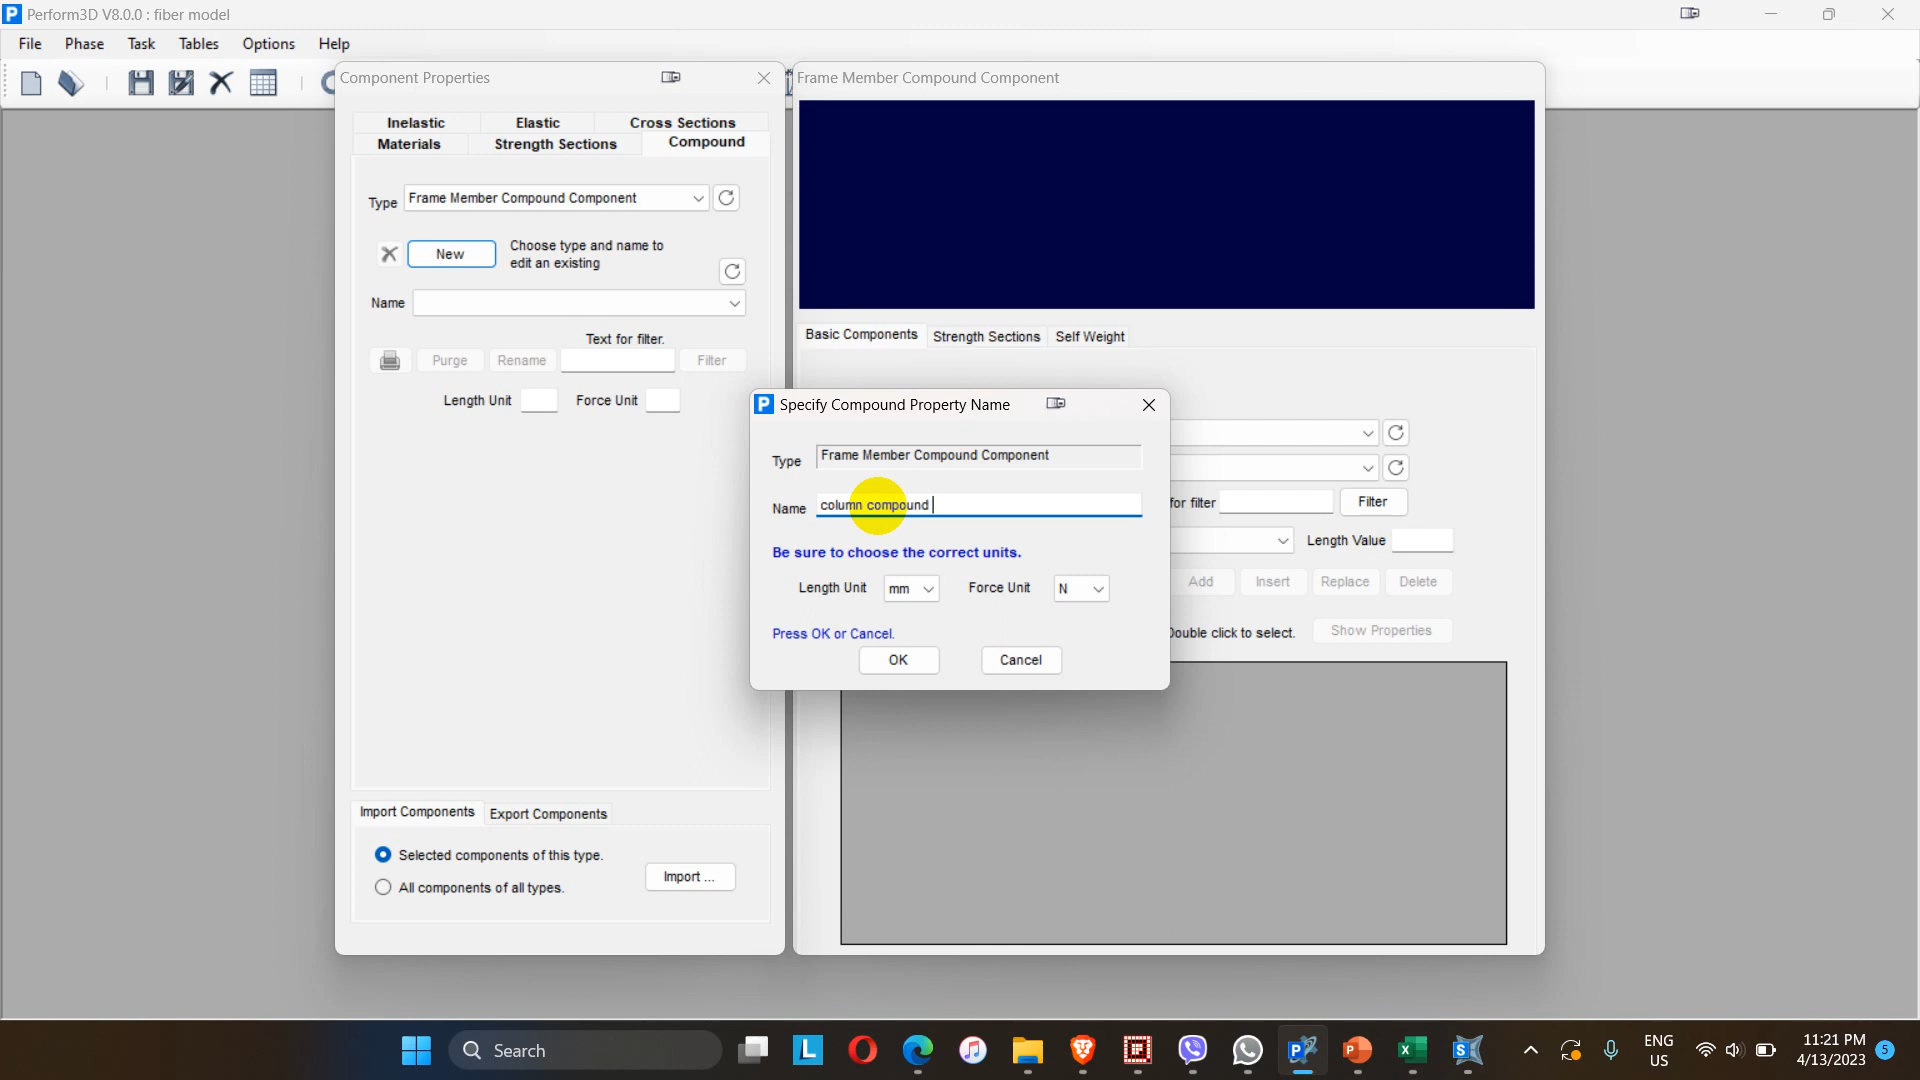 Perform3D V8.0.0 : fiber model
File Phase Task Tables Options Help
Component Properties
Inelastic Elastic Cross Sections
Materials Strength Sections Compound
Type Frame Member Compound Component
New
Choose type and name to
edit an existing
Name
Text for filter.
Purge Rename Filter
Length Unit Force Unit
Import Components Export Components
Selected components of this type.
All components of all types.
Import ...
Frame Member Compound Component
Basic Components Strength Sections Self Weight
for filter Filter
Length Value
Add Insert Replace Delete
Double click to select. Show Properties
Specify Compound Property Name
Type Frame Member Compound Component
Name column compound
Be sure to choose the correct units.
Length Unit mm Force Unit N
Press OK or Cancel.
OK Cancel
Search
ENG
US
11:21 PM
4/13/2023
5